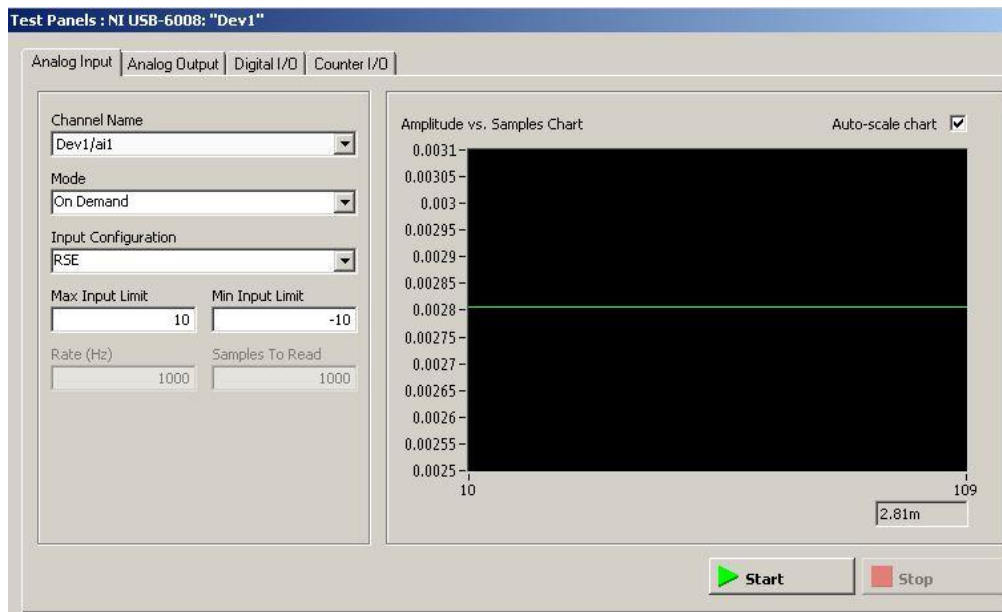 Test Panels : NI USB-6008: "Dev1"
Analog Input Analog Output Digital I/O Counter I/O
Channel Name
Dev1/ai1
Mode
On Demand
Input Configuration
RSE
Max Input Limit Min Input Limit
10 -10
Rate (Hz) Samples To Read
1000 1000
Amplitude vs. Samples Chart Auto-scale chart
0.0031
0.00305
0.003
0.00295
0.0029
0.00285
0.0028
0.00275
0.0027
0.00265
0.0026
0.00255
0.0025
10 109
2.81m
Start Stop